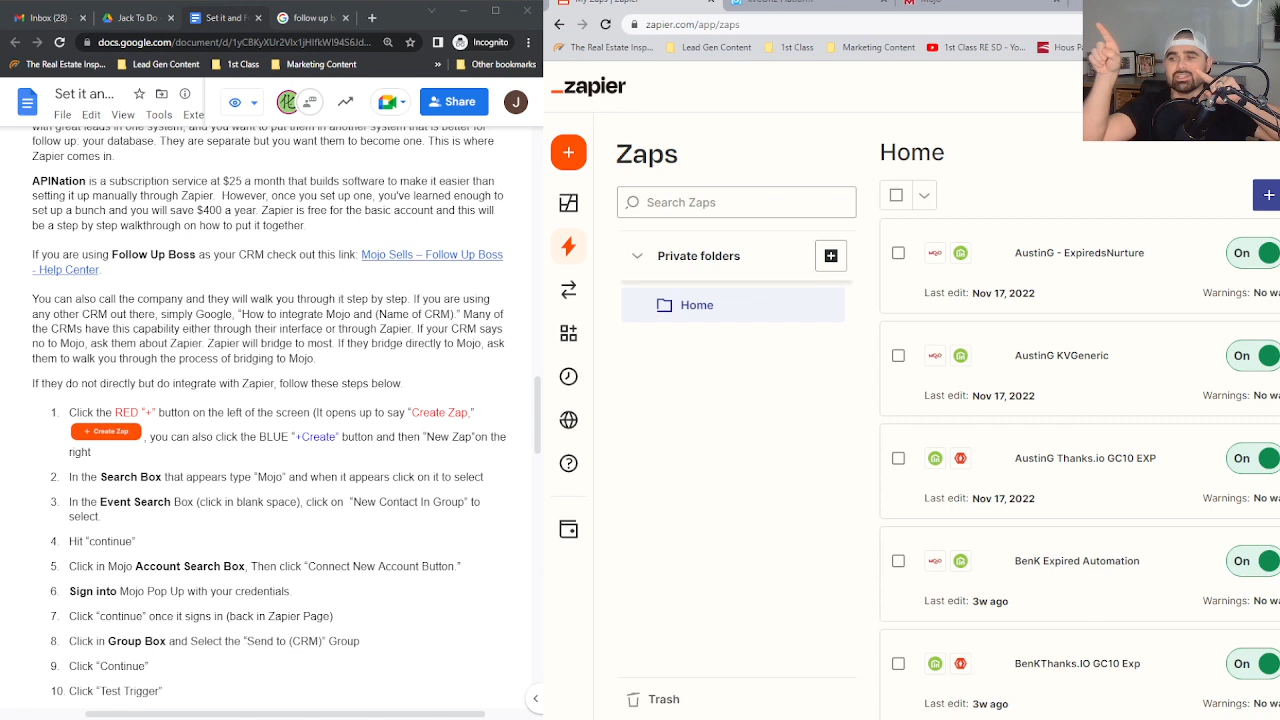 Inbox
Jack To Do
Set it and F
follow up b
docs.google.com/document/d/1yCBKyXUr2VIx1jHIfkWI94S6Jd...
Incognito
The Real Estate Insp...
Lead Gen Content
1st Class
Marketing Content
»
Other bookmarks
Set it an...
File Edit View Tools Exte
Share
J
with great leads in one system, and you want to put them in another system that is better for
follow up: your database. They are separate but you want them to become one. This is where
Zapier comes in.
APINation is a subscription service at $25 a month that builds software to make it easier than
setting it up manually through Zapier. However, once you set up one, you've learned enough to
set up a bunch and you will save $400 a year. Zapier is free for the basic account and this will
be a step by step walkthrough on how to put it together.
If you are using Follow Up Boss as your CRM check out this link: Mojo Sells – Follow Up Boss
- Help Center.
You can also call the company and they will walk you through it step by step. If you are using
any other CRM out there, simply Google, "How to integrate Mojo and (Name of CRM)." Many of
the CRMs have this capability either through their interface or through Zapier. If your CRM says
no to Mojo, ask them about Zapier. Zapier will bridge to most. If they bridge directly to Mojo, ask
them to walk you through the process of bridging to Mojo.
If they do not directly but do integrate with Zapier, follow these steps below.
1. Click the RED "+" button on the left of the screen (It opens up to say "Create Zap,"
+ Create Zap , you can also click the BLUE "+Create" button and then "New Zap"on the
right
2. In the Search Box that appears type "Mojo" and when it appears click on it to select
3. In the Event Search Box (click in blank space), click on "New Contact In Group" to
select.
4. Hit "continue"
5. Click in Mojo Account Search Box, Then click "Connect New Account Button."
6. Sign into Mojo Pop Up with your credentials.
7. Click "continue" once it signs in (back in Zapier Page)
8. Click in Group Box and Select the "Send to (CRM)" Group
9. Click "Continue"
10. Click "Test Trigger"
My Zaps | Zapier
Mojo
zapier.com/app/zaps
The Real Estate Insp...
Lead Gen Content
1st Class
Marketing Content
1st Class RE SD - Yo...
Hous Pa
zapier
Zaps
Search Zaps
Private folders
Home
Trash
Home
AustinG - ExpiredsNurture
On
Last edit: Nov 17, 2022
Warnings: No wa
AustinG KVGeneric
On
Last edit: Nov 17, 2022
Warnings: No wa
AustinG Thanks.io GC10 EXP
On
Last edit: Nov 17, 2022
Warnings: No wa
BenK Expired Automation
On
Last edit: 3w ago
Warnings: No wa
BenKThanks.IO GC10 Exp
On
Last edit: 3w ago
Warnings: No wa